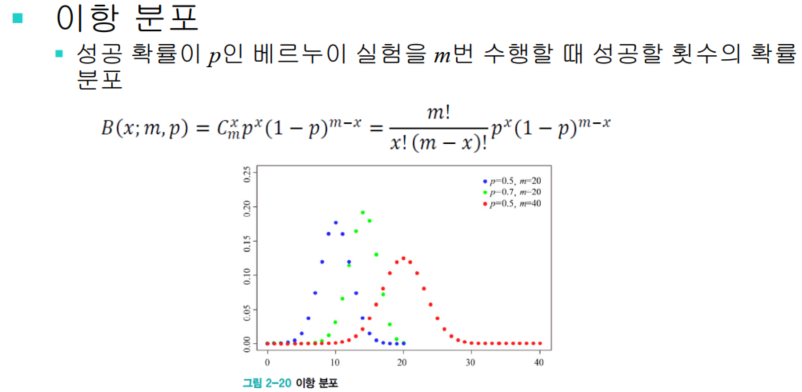 이항 분포
성공 확률이 p인 베르누이 실험을 m번 수행할 때 성공할 횟수의 확률
분포
B(x; m, p) = C_m^x p^x (1 − p)^{m−x} = \frac{m!}{x! (m − x)!} p^x (1 − p)^{m−x}
p=0.5, m=20
p=0.7, m=20
p=0.5, m=40
0.25
0.20
0.15
0.10
0.05
0.00
0 10 20 30 40
그림 2-20 이항 분포